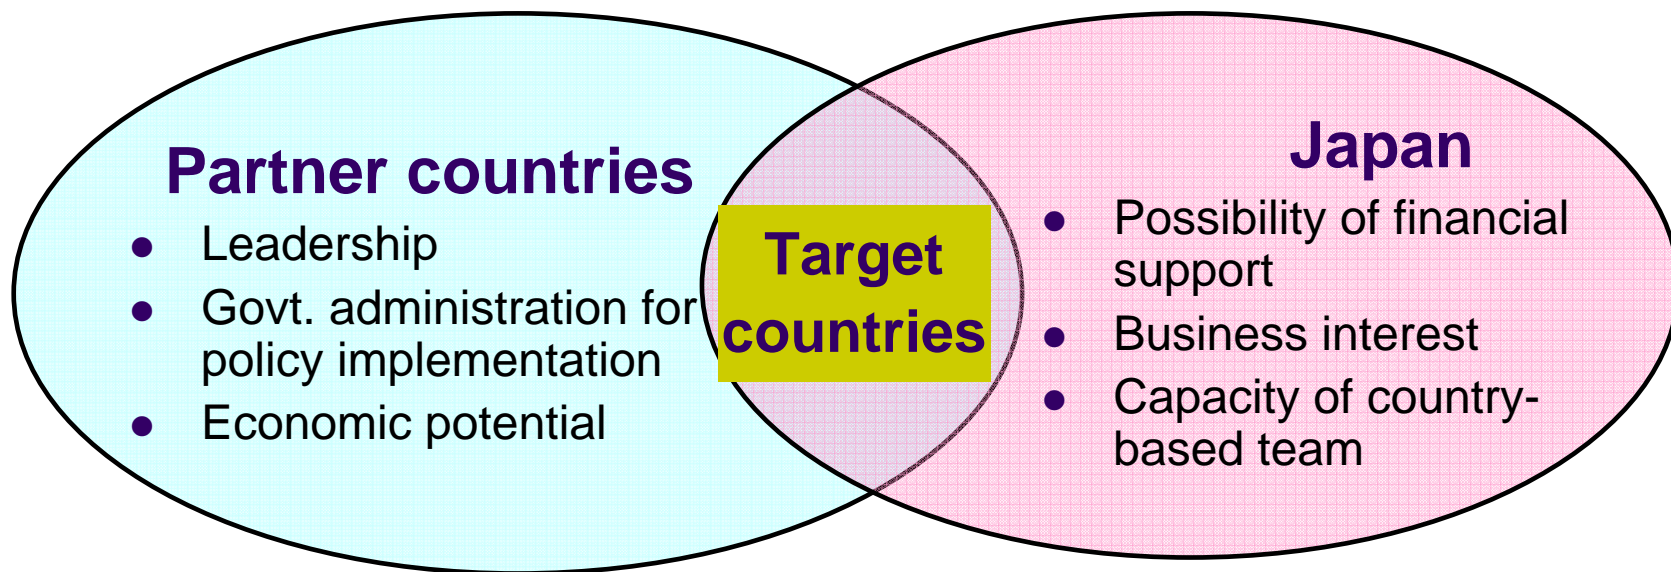 Partner countries
● Leadership
● Govt. administration for
policy implementation
● Economic potential
Target
countries
Japan
● Possibility of financial
support
● Business interest
● Capacity of country-
based team